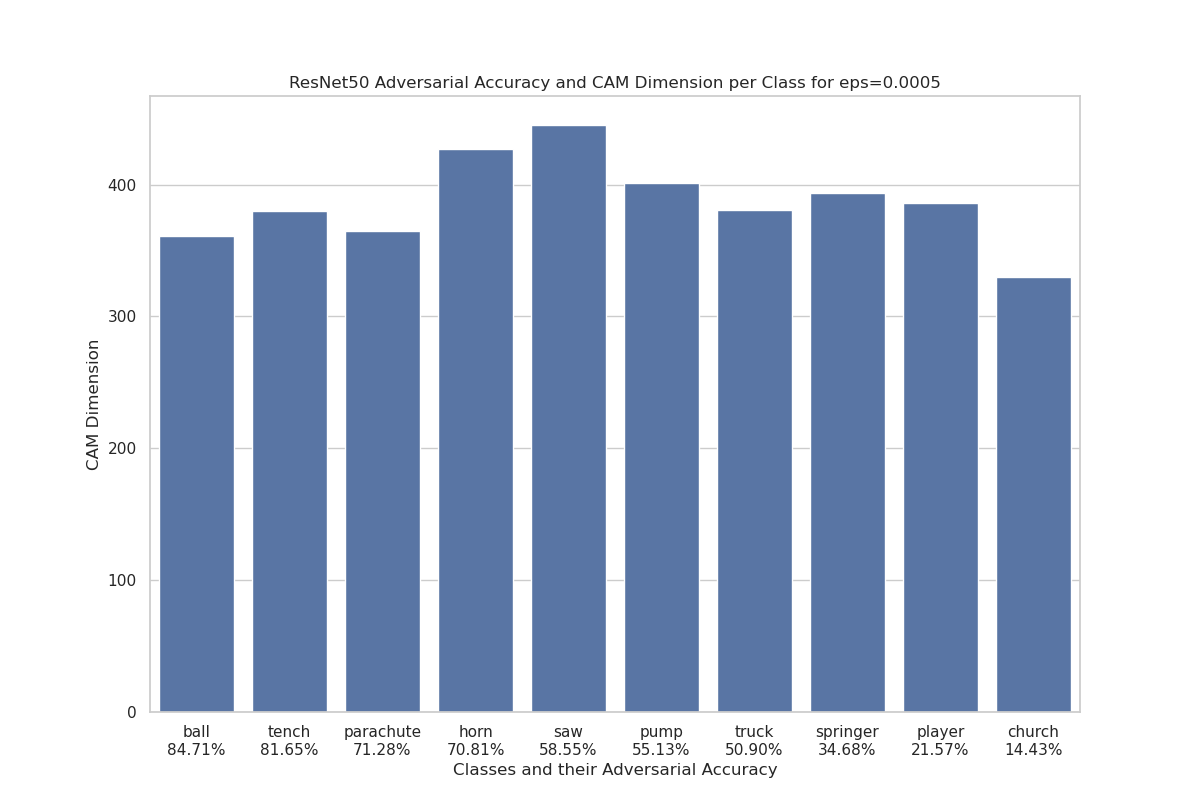 ResNet50 Adversarial Accuracy and CAM Dimension per Class for eps=0.0005
CAM Dimension
400
300
200
100
0
ball tench parachute horn saw pump truck springer player church
84.71% 81.65% 71.28% 70.81% 58.55% 55.13% 50.90% 34.68% 21.57% 14.43%
Classes and their Adversarial Accuracy